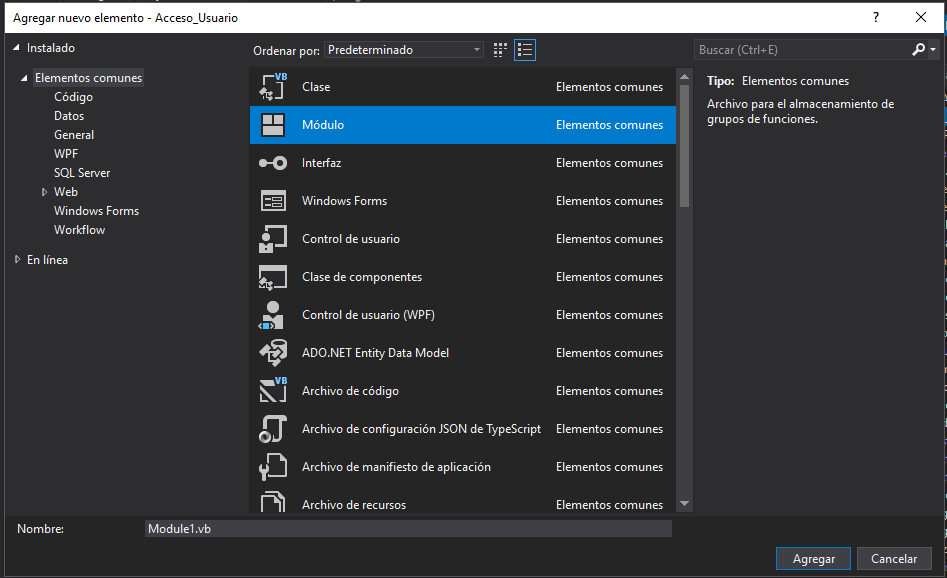 Agregar nuevo elemento - Acceso_Usuario
?
Instalado
Elementos comunes
Código
Datos
General
WPF
SQL Server
Web
Windows Forms
Workflow
En línea
Ordenar por: Predeterminado
VB Clase Elementos comunes
Módulo Elementos comunes
Interfaz Elementos comunes
Windows Forms Elementos comunes
Control de usuario Elementos comunes
Clase de componentes Elementos comunes
Control de usuario (WPF) Elementos comunes
ADO.NET Entity Data Model Elementos comunes
VB Archivo de código Elementos comunes
Archivo de configuración JSON de TypeScript Elementos comunes
Archivo de manifiesto de aplicación Elementos comunes
Archivo de recursos Elementos comunes
Buscar (Ctrl+E)
Tipo: Elementos comunes
Archivo para el almacenamiento de
grupos de funciones.
Nombre: Module1.vb
Agregar Cancelar